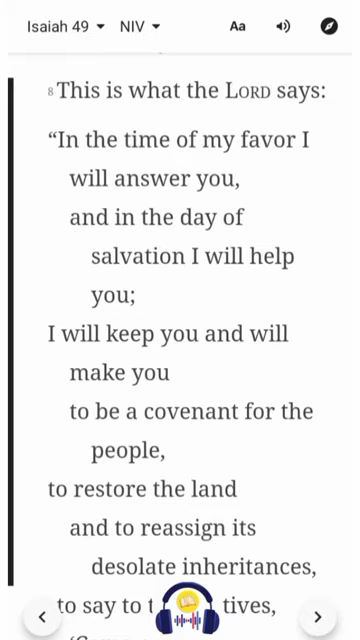 Isaiah 49 NIV Aa
8 This is what the LORD says:
“In the time of my favor I
will answer you,
and in the day of
salvation I will help
you;
I will keep you and will
make you
to be a covenant for the
people,
to restore the land
and to reassign its
desolate inheritances,
to say to t tives,